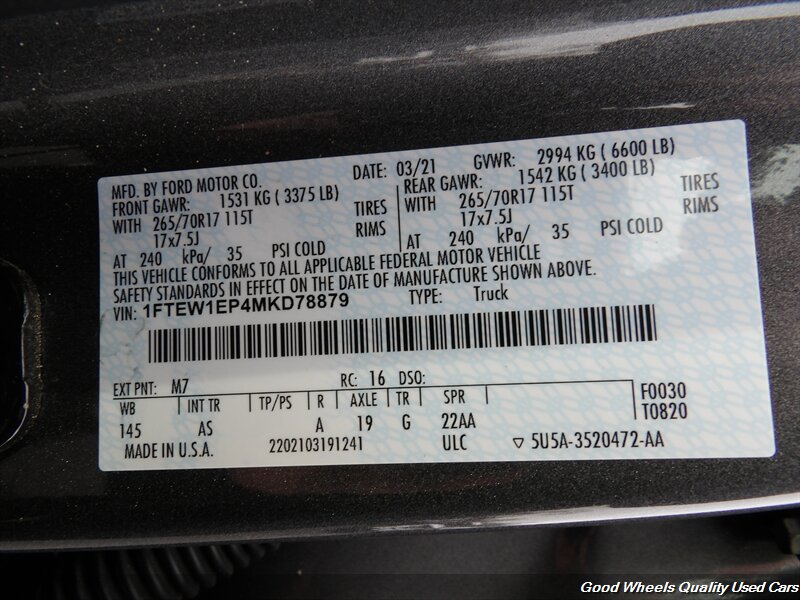 MFD. BY FORD MOTOR CO.
DATE: 03/21 GVWR: 2994 KG ( 6600 LB)
FRONT GAWR: 1531 KG ( 3375 LB)
REAR GAWR: 1542 KG ( 3400 LB)
WITH 265/70R17 115T TIRES
WITH 265/70R17 115T TIRES
17x7.5J RIMS
17x7.5J RIMS
AT 240 kPa/ 35 PSI COLD
AT 240 kPa/ 35 PSI COLD
THIS VEHICLE CONFORMS TO ALL APPLICABLE FEDERAL MOTOR VEHICLE
SAFETY STANDARDS IN EFFECT ON THE DATE OF MANUFACTURE SHOWN ABOVE.
VIN: 1FTEW1EP4MKD78879 TYPE: Truck
EXT PNT: M7 RC: 16 DSO:
WB INT TR TP/PS R AXLE TR SPR F0030
145 AS A 19 G 22AA T0820
MADE IN U.S.A. 2202103191241 ULC ▽ 5U5A-3520472-AA
Good Wheels Quality Used Cars